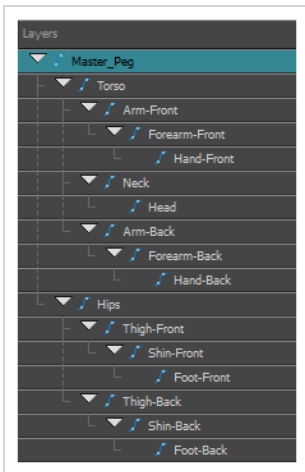 Layers
Master_Peg
Torso
Arm-Front
Forearm-Front
Hand-Front
Neck
Head
Arm-Back
Forearm-Back
Hand-Back
Hips
Thigh-Front
Shin-Front
Foot-Front
Thigh-Back
Shin-Back
Foot-Back